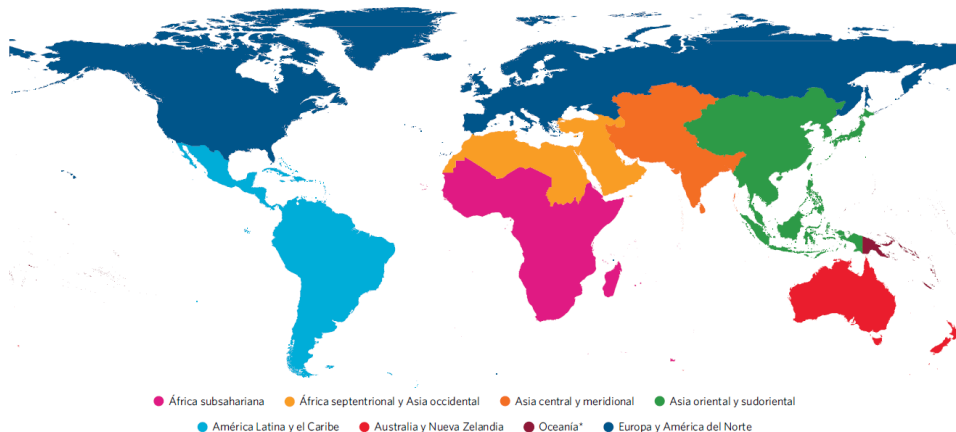 África subsahariana África septentrional y Asia occidental Asia central y meridional Asia oriental y sudoriental
América Latina y el Caribe Australia y Nueva Zelandia Oceanía* Europa y América del Norte